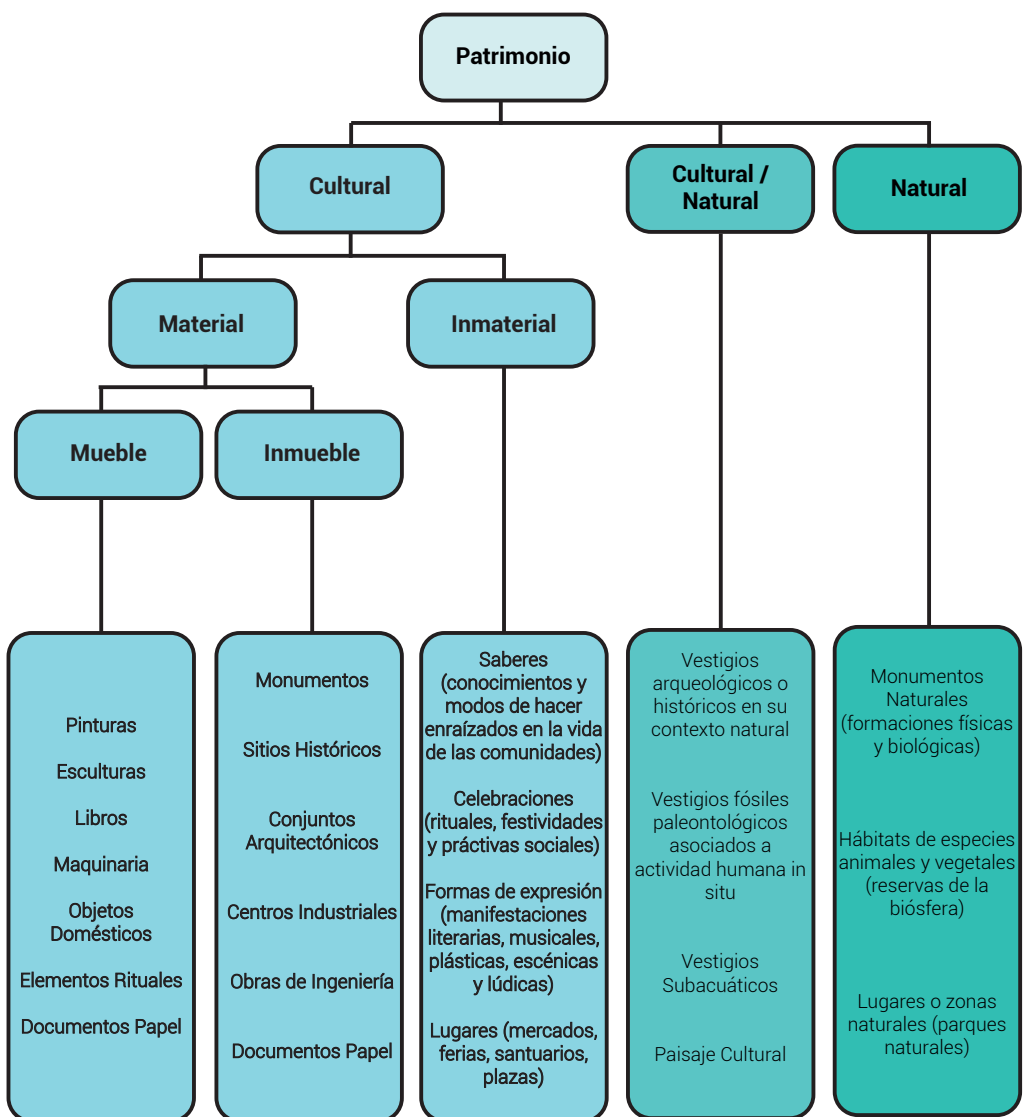 Patrimonio
Cultural
Cultural /
Natural
Natural
Material
Inmaterial
Mueble
Inmueble
Pinturas
Esculturas
Libros
Maquinaria
Objetos
Domésticos
Elementos Rituales
Documentos Papel
Monumentos
Sitios Históricos
Conjuntos
Arquitectónicos
Centros Industriales
Obras de Ingeniería
Documentos Papel
Saberes
(conocimientos y
modos de hacer
enraízados en la vida
de las comunidades)
Celebraciones
(rituales, festividades
y práctivas sociales)
Formas de expresión
(manifestaciones
literarias, musicales,
plásticas, escénicas
y lúdicas)
Lugares (mercados,
ferias, santuarios,
plazas)
Vestigios
arqueológicos o
históricos en su
contexto natural
Vestigios fósiles
paleontológicos
asociados a
actividad humana in
situ
Vestigios
Subacuáticos
Paisaje Cultural
Monumentos
Naturales
(formaciones físicas
y biológicas)
Hábitats de especies
animales y vegetales
(reservas de la
biósfera)
Lugares o zonas
naturales (parques
naturales)